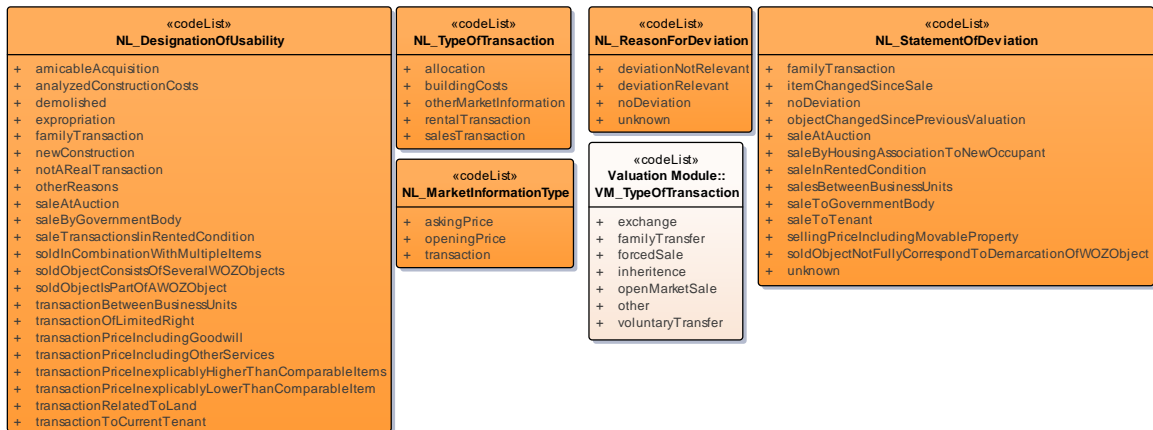 «codeList»
NL_DesignationOfUsability
+ amicableAcquisition
+ analyzedConstructionCosts
+ demolished
+ expropriation
+ familyTransaction
+ newConstruction
+ notARealTransaction
+ otherReasons
+ saleAtAuction
+ saleByGovernmentBody
+ saleTransactionsIinRentedCondition
+ soldInCombinationWithMultipleItems
+ soldObjectConsistsOfSeveralWOZObjects
+ soldObjectIsPartOfAWOZObject
+ transactionBetweenBusinessUnits
+ transactionOfLimitedRight
+ transactionPriceIncludingGoodwill
+ transactionPriceIncludingOtherServices
+ transactionPriceInexplicablyHigherThanComparableItems
+ transactionPriceInexplicablyLowerThanComparableItem
+ transactionRelatedToLand
+ transactionToCurrentTenant
«codeList»
NL_TypeOfTransaction
+ allocation
+ buildingCosts
+ otherMarketInformation
+ rentalTransaction
+ salesTransaction
«codeList»
NL_MarketInformationType
+ askingPrice
+ openingPrice
+ transaction
«codeList»
NL_ReasonForDeviation
+ deviationNotRelevant
+ deviationRelevant
+ noDeviation
+ unknown
«codeList»
Valuation Module::
VM_TypeOfTransaction
+ exchange
+ familyTransfer
+ forcedSale
+ inheritence
+ openMarketSale
+ other
+ voluntaryTransfer
«codeList»
NL_StatementOfDeviation
+ familyTransaction
+ itemChangedSinceSale
+ noDeviation
+ objectChangedSincePreviousValuation
+ saleAtAuction
+ saleByHousingAssociationToNewOccupant
+ saleInRentedCondition
+ salesBetweenBusinessUnits
+ saleToGovernmentBody
+ saleToTenant
+ sellingPriceIncludingMovableProperty
+ soldObjectNotFullyCorrespondToDemarcationOfWOZObject
+ unknown